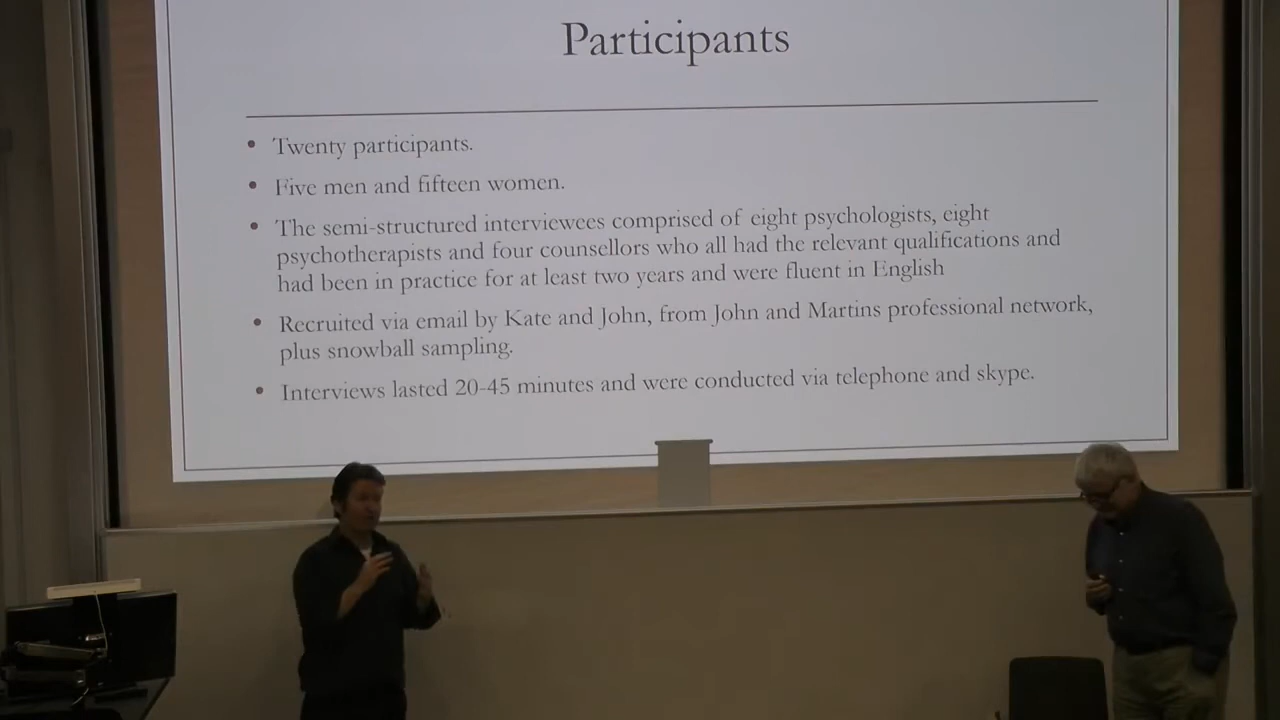 Participants
• Twenty participants.
• Five men and fifteen women.
• The semi-structured interviewees comprised of eight psychologists, eight
psychotherapists and four counsellors who all had the relevant qualifications and
had been in practice for at least two years and were fluent in English
• Recruited via email by Kate and John, from John and Martins professional network,
plus snowball sampling.
• Interviews lasted 20-45 minutes and were conducted via telephone and skype.